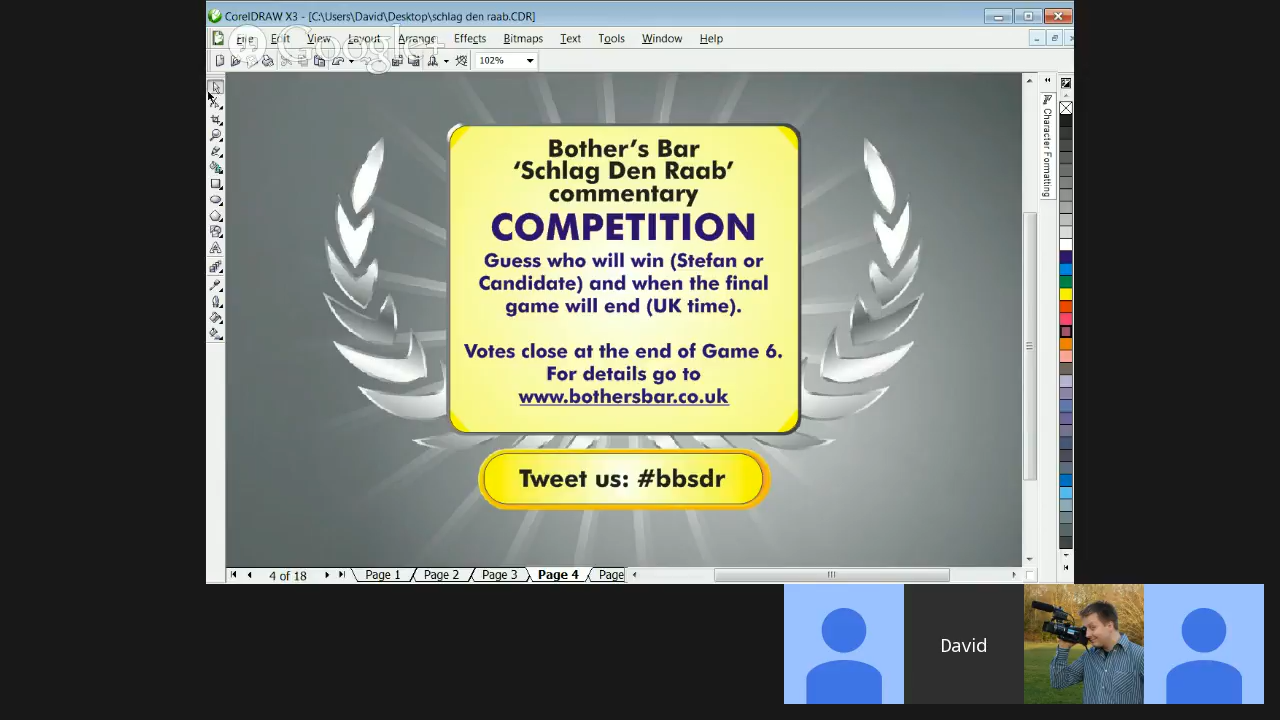 CorelDRAW X3 - [C:\Users\David\Desktop\schlag den raab.CDR]
File Edit View Layout Arrange Effects Bitmaps Text Tools Window Help
Google+
102%
Character Formatting
Bother's Bar
'Schlag Den Raab'
commentary
COMPETITION
Guess who will win (Stefan or
Candidate) and when the final
game will end (UK time).
Votes close at the end of Game 6.
For details go to
www.bothersbar.co.uk
Tweet us: #bbsdr
4 of 18 Page 1 Page 2 Page 3 Page 4 Page
David